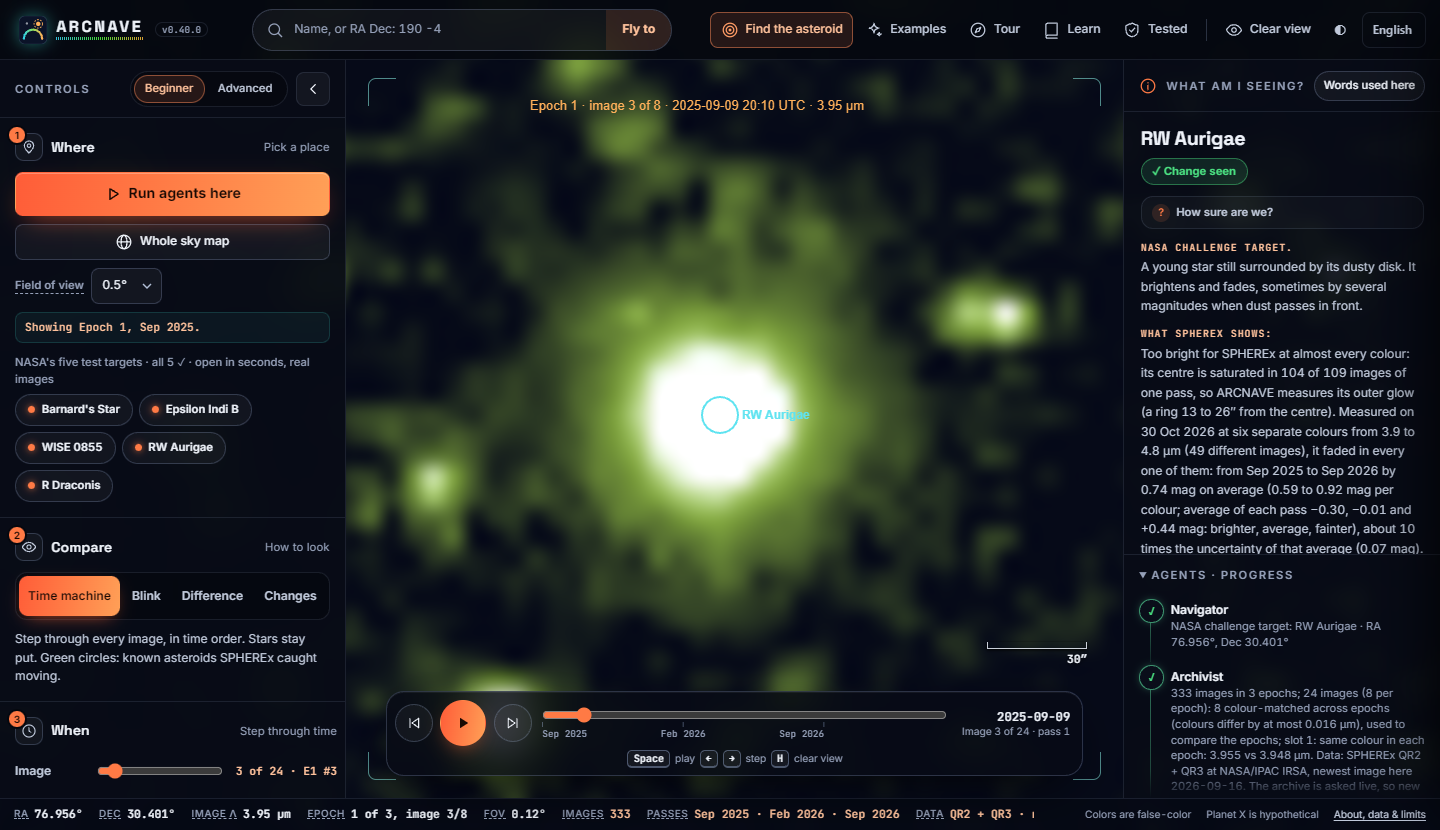 ARCNAVE v0.40.0
Name, or RA Dec: 190 -4 Fly to
Find the asteroid Examples Tour Learn Tested Clear view English
CONTROLS Beginner Advanced
1 Where Pick a place
Run agents here
Whole sky map
Field of view 0.5°
Showing Epoch 1, Sep 2025.
NASA's five test targets · all 5 ✓ · open in seconds, real
images
Barnard's Star Epsilon Indi B
WISE 0855 RW Aurigae
R Draconis
2 Compare How to look
Time machine Blink Difference Changes
Step through every image, in time order. Stars stay
put. Green circles: known asteroids SPHEREx caught
moving.
3 When Step through time
Image 3 of 24 · E1 #3
Epoch 1 · image 3 of 8 · 2025-09-09 20:10 UTC · 3.95 µm
RW Aurigae
30″
Sep 2025 Feb 2026 Sep 2026
2025-09-09
Image 3 of 24 · pass 1
Space play ← → step H clear view
WHAT AM I SEEING? Words used here
RW Aurigae
✓ Change seen
? How sure are we?
NASA CHALLENGE TARGET.
A young star still surrounded by its dusty disk. It
brightens and fades, sometimes by several
magnitudes when dust passes in front.
WHAT SPHEREX SHOWS:
Too bright for SPHEREx at almost every colour:
its centre is saturated in 104 of 109 images of
one pass, so ARCNAVE measures its outer glow
(a ring 13 to 26″ from the centre). Measured on
30 Oct 2026 at six separate colours from 3.9 to
4.8 µm (49 different images), it faded in every
one of them: from Sep 2025 to Sep 2026 by
0.74 mag on average (0.59 to 0.92 mag per
colour; average of each pass −0.30, −0.01 and
+0.44 mag: brighter, average, fainter), about 10
times the uncertainty of that average (0.07 mag).
▼ AGENTS · PROGRESS
✓ Navigator
NASA challenge target: RW Aurigae · RA
76.956°, Dec 30.401°
✓ Archivist
333 images in 3 epochs; 24 images (8 per
epoch): 8 colour-matched across epochs
(colours differ by at most 0.016 µm), used to
compare the epochs; slot 1: same colour in each
epoch: 3.955 vs 3.948 µm. Data: SPHEREx QR2
+ QR3 at NASA/IPAC IRSA, newest image here
2026-09-16. The archive is asked live, so new
RA 76.956° DEC 30.401° IMAGE Λ 3.95 µm EPOCH 1 of 3, image 3/8 FOV 0.12° IMAGES 333 PASSES Sep 2025 · Feb 2026 · Sep 2026 DATA QR2 + QR3 ·
Colors are false-color Planet X is hypothetical About, data & limits